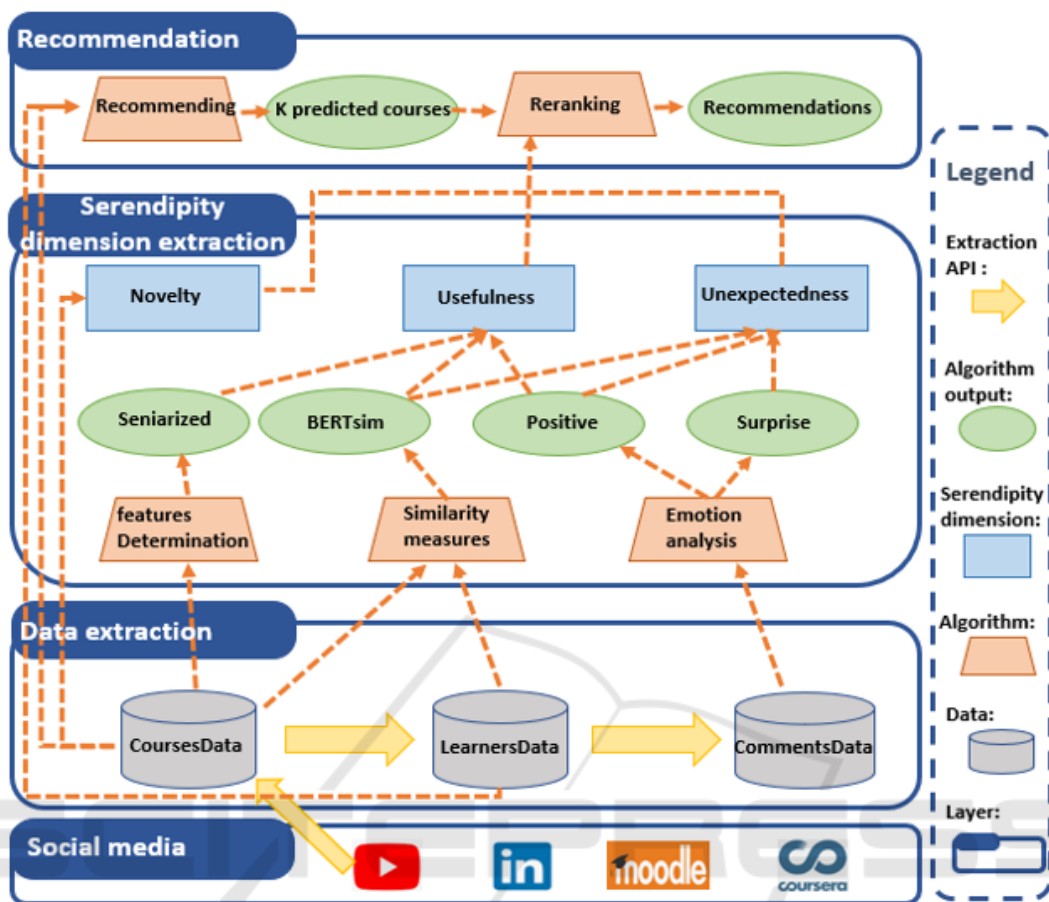 Recommendation
Recommending
K predicted courses
Reranking
Recommendations
Serendipity
dimension extraction
Novelty
Usefulness
Unexpectedness
Seniarized
BERTsim
Positive
Surprise
features
Determination
Similarity
measures
Emotion
analysis
Data extraction
CoursesData
LearnersData
CommentsData
Social media
in
moodle
coursera
Legend
Extraction
API :
Algorithm
output:
Serendipity
dimension:
Algorithm:
Data:
Layer:
SCITEPRESS